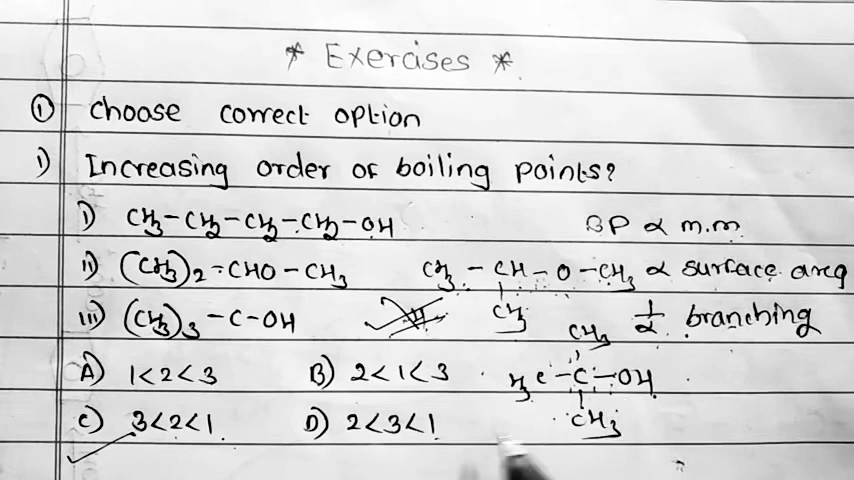 * Exercises *
① Choose correct option
i) Increasing order of boiling points?
I) CH3-CH2-CH2-CH2-OH BP ∝ m.m
II) (CH3)2-CHO-CH3 CH3-CH-O-CH3 ∝ surface area
CH3
III) (CH3)3-C-OH 1/∝ branching
CH3
A) 1<2<3 B) 2<1<3 H3C-C-OH
C) 3<2<1 D) 2<3<1 CH3